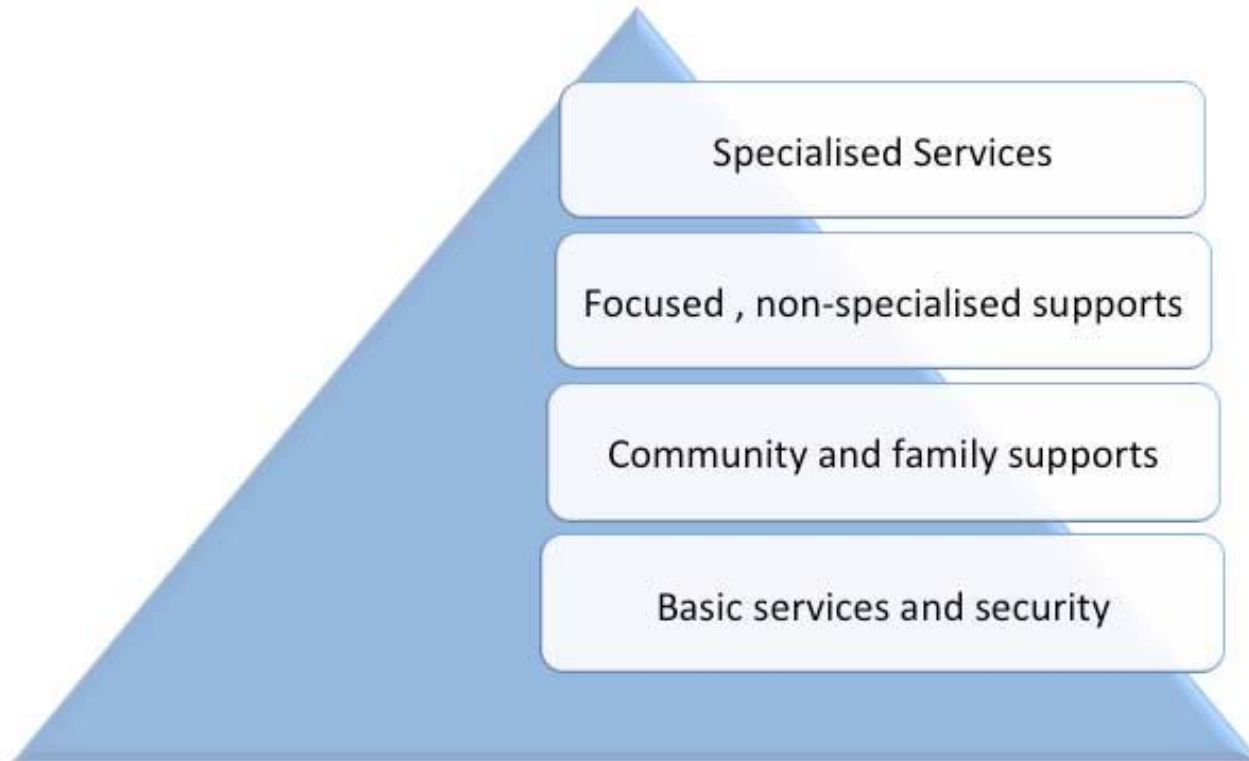 Specialised Services
Focused , non-specialised supports
Community and family supports
Basic services and security